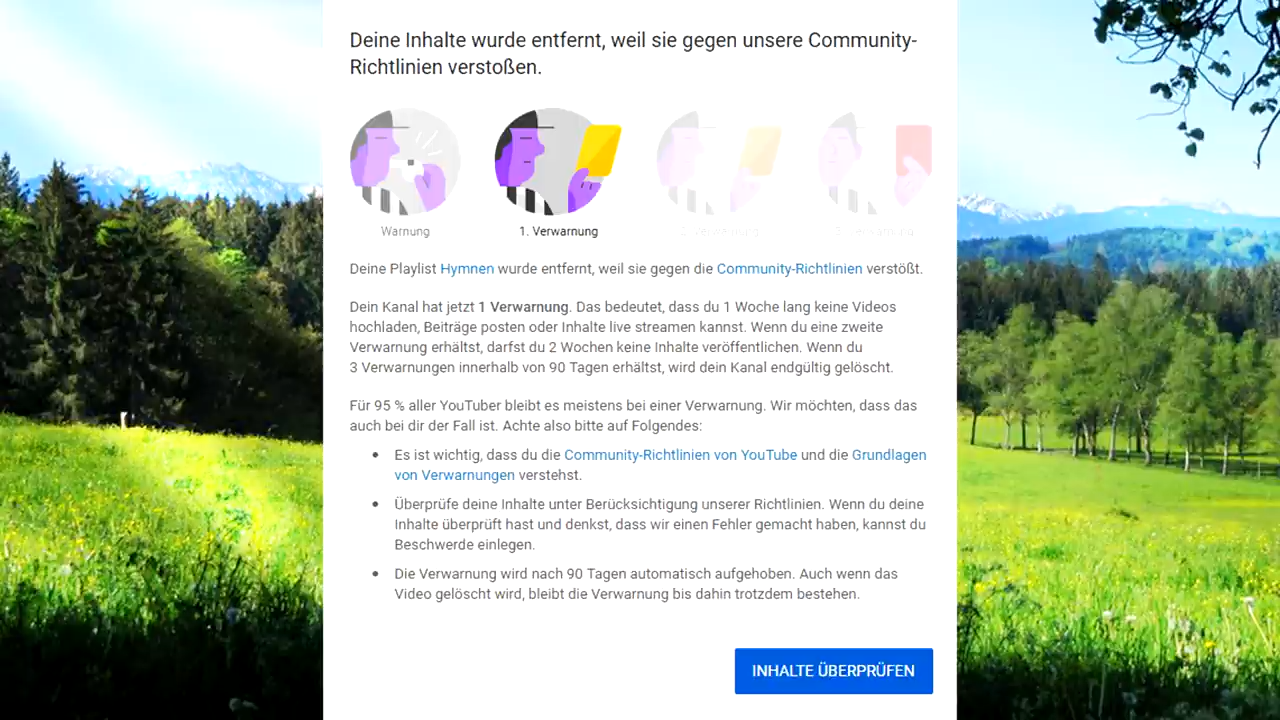 Deine Inhalte wurde entfernt, weil sie gegen unsere Community-
Richtlinien verstoßen.
Warnung
1. Verwarnung
2. Verwarnung
3. Verwarnung
Deine Playlist Hymnen wurde entfernt, weil sie gegen die Community-Richtlinien verstößt.
Dein Kanal hat jetzt 1 Verwarnung. Das bedeutet, dass du 1 Woche lang keine Videos
hochladen, Beiträge posten oder Inhalte live streamen kannst. Wenn du eine zweite
Verwarnung erhältst, darfst du 2 Wochen keine Inhalte veröffentlichen. Wenn du
3 Verwarnungen innerhalb von 90 Tagen erhältst, wird dein Kanal endgültig gelöscht.
Für 95 % aller YouTuber bleibt es meistens bei einer Verwarnung. Wir möchten, dass das
auch bei dir der Fall ist. Achte also bitte auf Folgendes:
• Es ist wichtig, dass du die Community-Richtlinien von YouTube und die Grundlagen
von Verwarnungen verstehst.
• Überprüfe deine Inhalte unter Berücksichtigung unserer Richtlinien. Wenn du deine
Inhalte überprüft hast und denkst, dass wir einen Fehler gemacht haben, kannst du
Beschwerde einlegen.
• Die Verwarnung wird nach 90 Tagen automatisch aufgehoben. Auch wenn das
Video gelöscht wird, bleibt die Verwarnung bis dahin trotzdem bestehen.
INHALTE ÜBERPRÜFEN